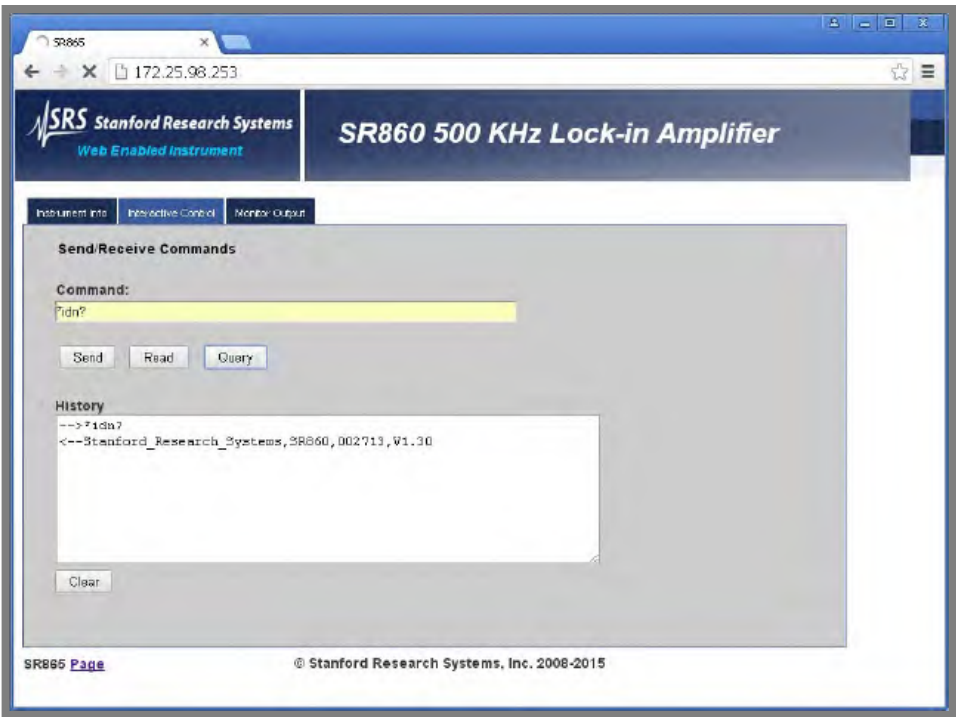 SR865
172.25.98.253
SRS Stanford Research Systems
Web Enabled Instrument
SR860 500 KHz Lock-in Amplifier
Instrument Info Interactive Control Monitor Output
Send/Receive Commands
Command:
*idn?
Send Read Query
History
-->*idn?
<--Stanford_Research_Systems,SR860,002713,V1.30
Clear
SR865 Page © Stanford Research Systems, Inc. 2008-2015